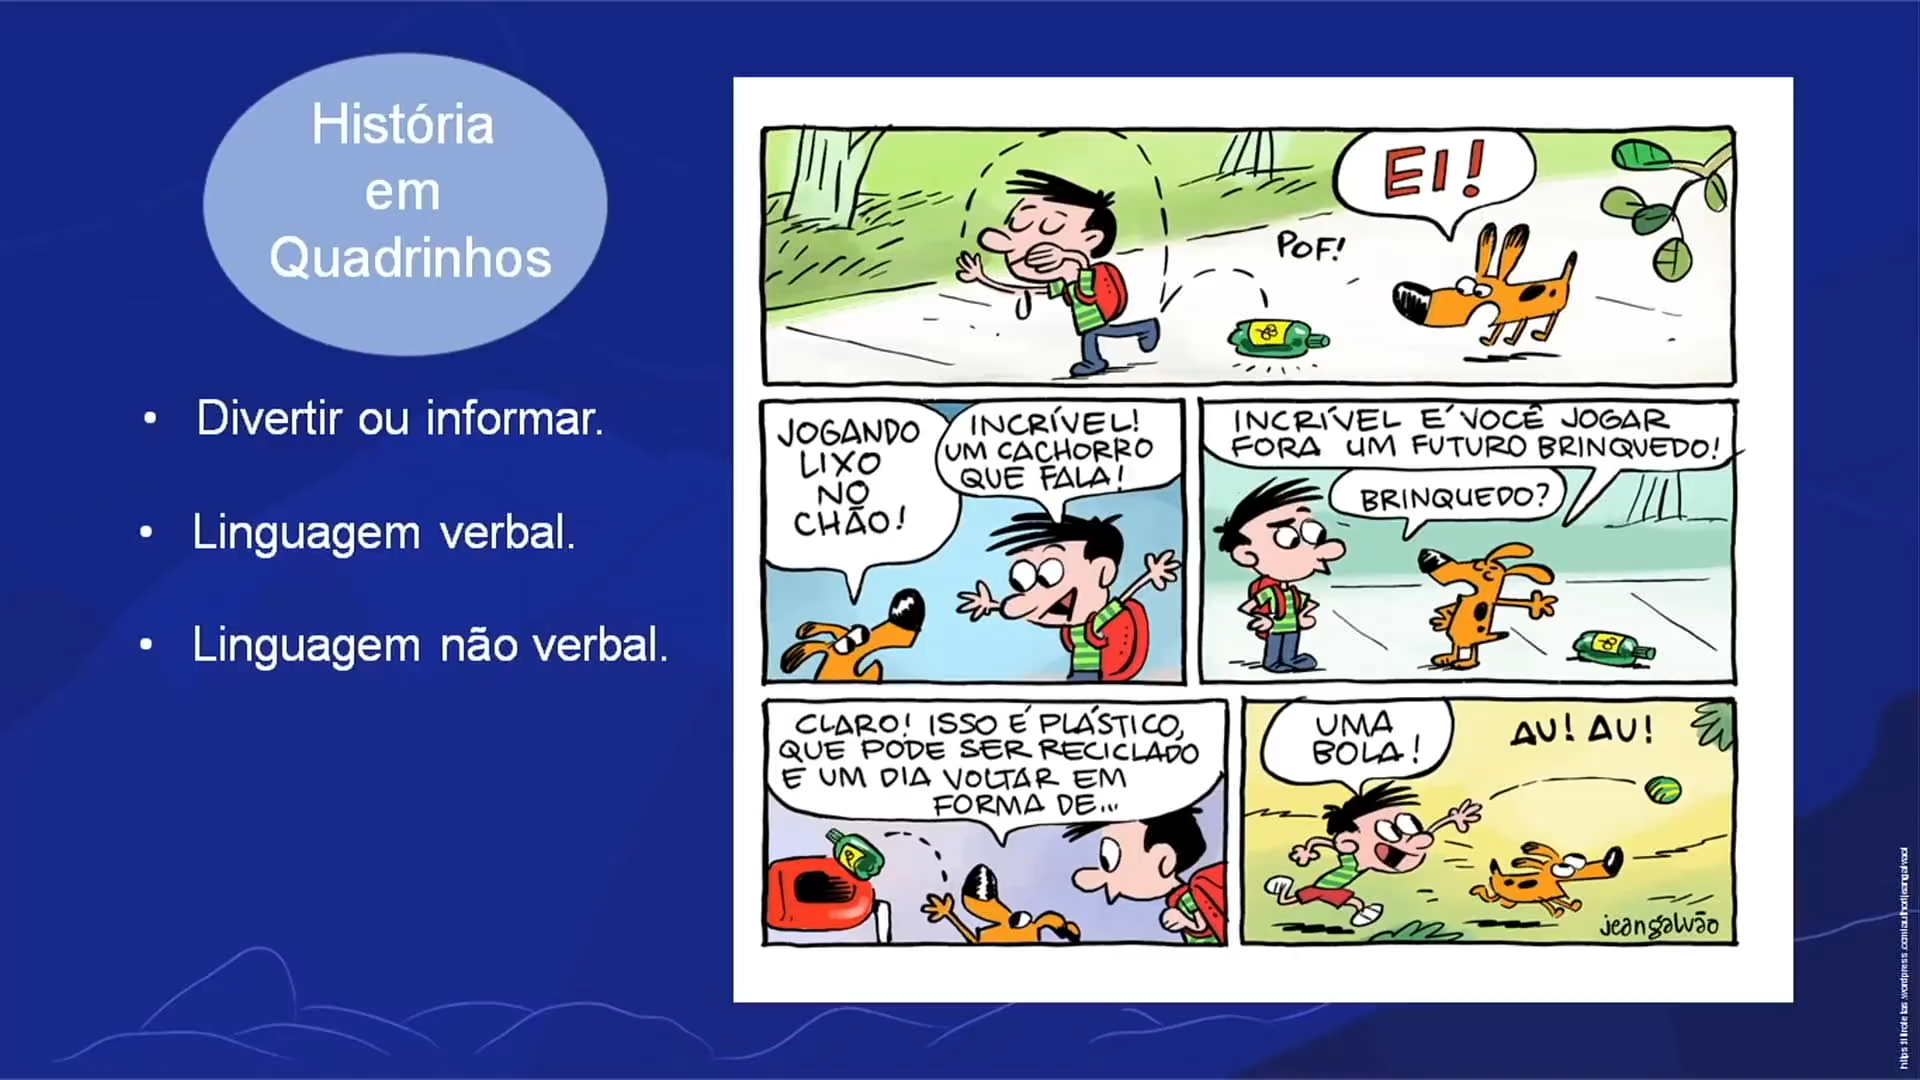 História
em
Quadrinhos
• Divertir ou informar.
• Linguagem verbal.
• Linguagem não verbal.
EI!
POF!
JOGANDO
LIXO
NO
CHÃO!
INCRÍVEL!
UM CACHORRO
QUE FALA!
INCRÍVEL É VOCÊ JOGAR
FORA UM FUTURO BRINQUEDO!
BRINQUEDO?
CLARO! ISSO É PLÁSTICO,
QUE PODE SER RECICLADO
E UM DIA VOLTAR EM
FORMA DE...
UMA
BOLA!
AU! AU!
jeangalvão